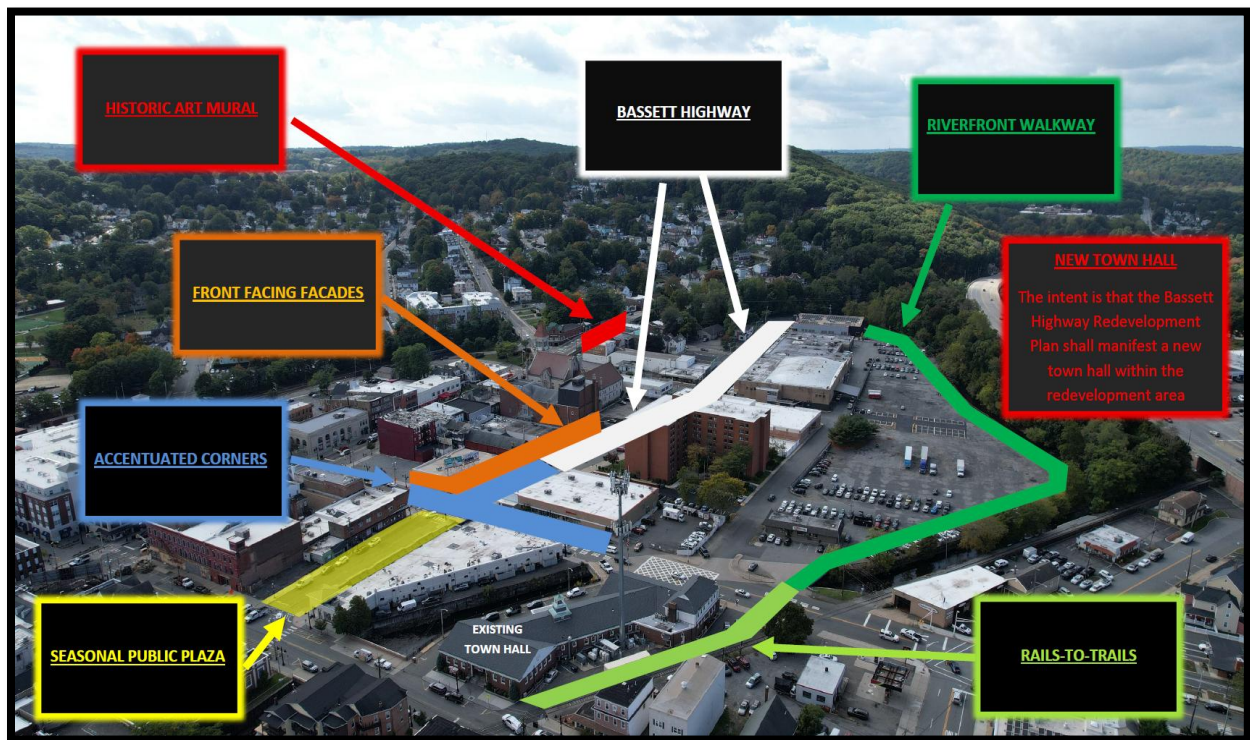 HISTORIC ART MURAL
BASSETT HIGHWAY
RIVERFRONT WALKWAY
FRONT FACING FACADES
NEW TOWN HALL
The intent is that the Bassett
Highway Redevelopment
Plan shall manifest a new
town hall within the
redevelopment area
ACCENTUATED CORNERS
SEASONAL PUBLIC PLAZA
EXISTING
TOWN HALL
RAILS-TO-TRAILS